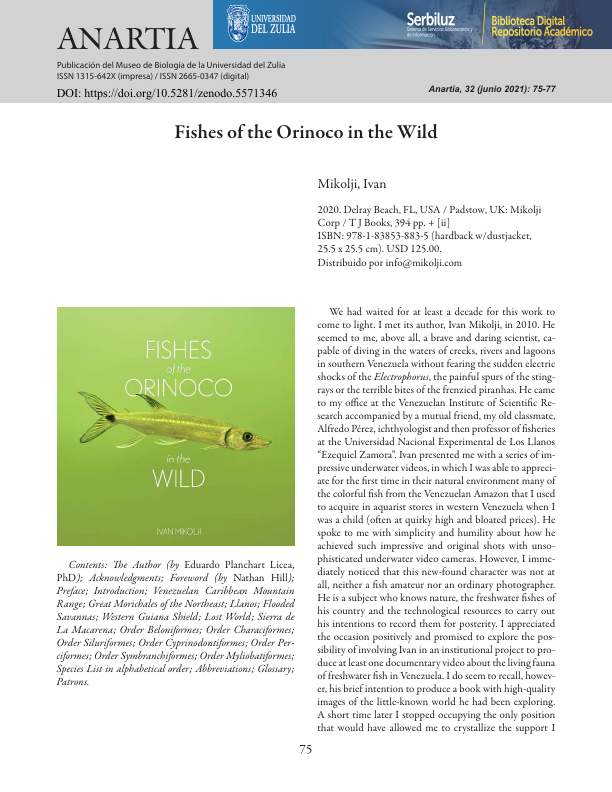 ANARTIA
UNIVERSIDAD
DEL ZULIA
Serbiluz
Sistema de Servicios Bibliotecarios y
de Información
Biblioteca Digital
Repositorio Académico
Publicación del Museo de Biología de la Universidad del Zulia
ISSN 1315-642X (impresa) / ISSN 2665-0347 (digital)
DOI: https://doi.org/10.5281/zenodo.5571346
Anartia, 32 (junio 2021): 75-77
Fishes of the Orinoco in the Wild
Mikolji, Ivan
2020. Delray Beach, FL, USA / Padstow, UK: Mikolji
Corp / T J Books, 394 pp. + [ii]
ISBN: 978-1-83853-883-5 (hardback w/dustjacket,
25.5 x 25.5 cm). USD 125.00.
Distribuido por info@mikolji.com
FISHES
of the
ORINOCO
in the
WILD
IVAN MIKOLJI
Contents: The Author (by Eduardo Planchart Licea,
PhD); Acknowledgments; Foreword (by Nathan Hill);
Preface; Introduction; Venezuelan Caribbean Mountain
Range; Great Morichales of the Northeast; Llanos; Flooded
Savannas; Western Guiana Shield; Lost World; Sierra de
La Macarena; Order Beloniformes; Order Characiformes;
Order Siluriformes; Order Cyprinodontiformes; Order Per-
ciformes; Order Symbranchiformes; Order Myliobatiformes;
Species List in alphabetical order; Abbreviations; Glossary;
Patrons.
We had waited for at least a decade for this work to
come to light. I met its author, Ivan Mikolji, in 2010. He
seemed to me, above all, a brave and daring scientist, ca-
pable of diving in the waters of creeks, rivers and lagoons
in southern Venezuela without fearing the sudden electric
shocks of the Electrophorus, the painful spurs of the sting-
rays or the terrible bites of the frenzied piranhas. He came
to my office at the Venezuelan Institute of Scientific Re-
search accompanied by a mutual friend, my old classmate,
Alfredo Pérez, ichthyologist and then professor of fisheries
at the Universidad Nacional Experimental de Los Llanos
“Ezequiel Zamora”. Ivan presented me with a series of im-
pressive underwater videos, in which I was able to appreci-
ate for the first time in their natural environment many of
the colorful fish from the Venezuelan Amazon that I used
to acquire in aquarist stores in western Venezuela when I
was a child (often at quirky high and bloated prices). He
spoke to me with simplicity and humility about how he
achieved such impressive and original shots with unso-
phisticated underwater video cameras. However, I imme-
diately noticed that this new-found character was not at
all, neither a fish amateur nor an ordinary photographer.
He is a subject who knows nature, the freshwater fishes of
his country and the technological resources to carry out
his intentions to record them for posterity. I appreciated
the occasion positively and promised to explore the pos-
sibility of involving Ivan in an institutional project to pro-
duce at least one documentary video about the living fauna
of freshwater fish in Venezuela. I do seem to recall, howev-
er, his brief intention to produce a book with high-quality
images of the little-known world he had been exploring.
A short time later I stopped occupying the only position
that would have allowed me to crystallize the support I
75